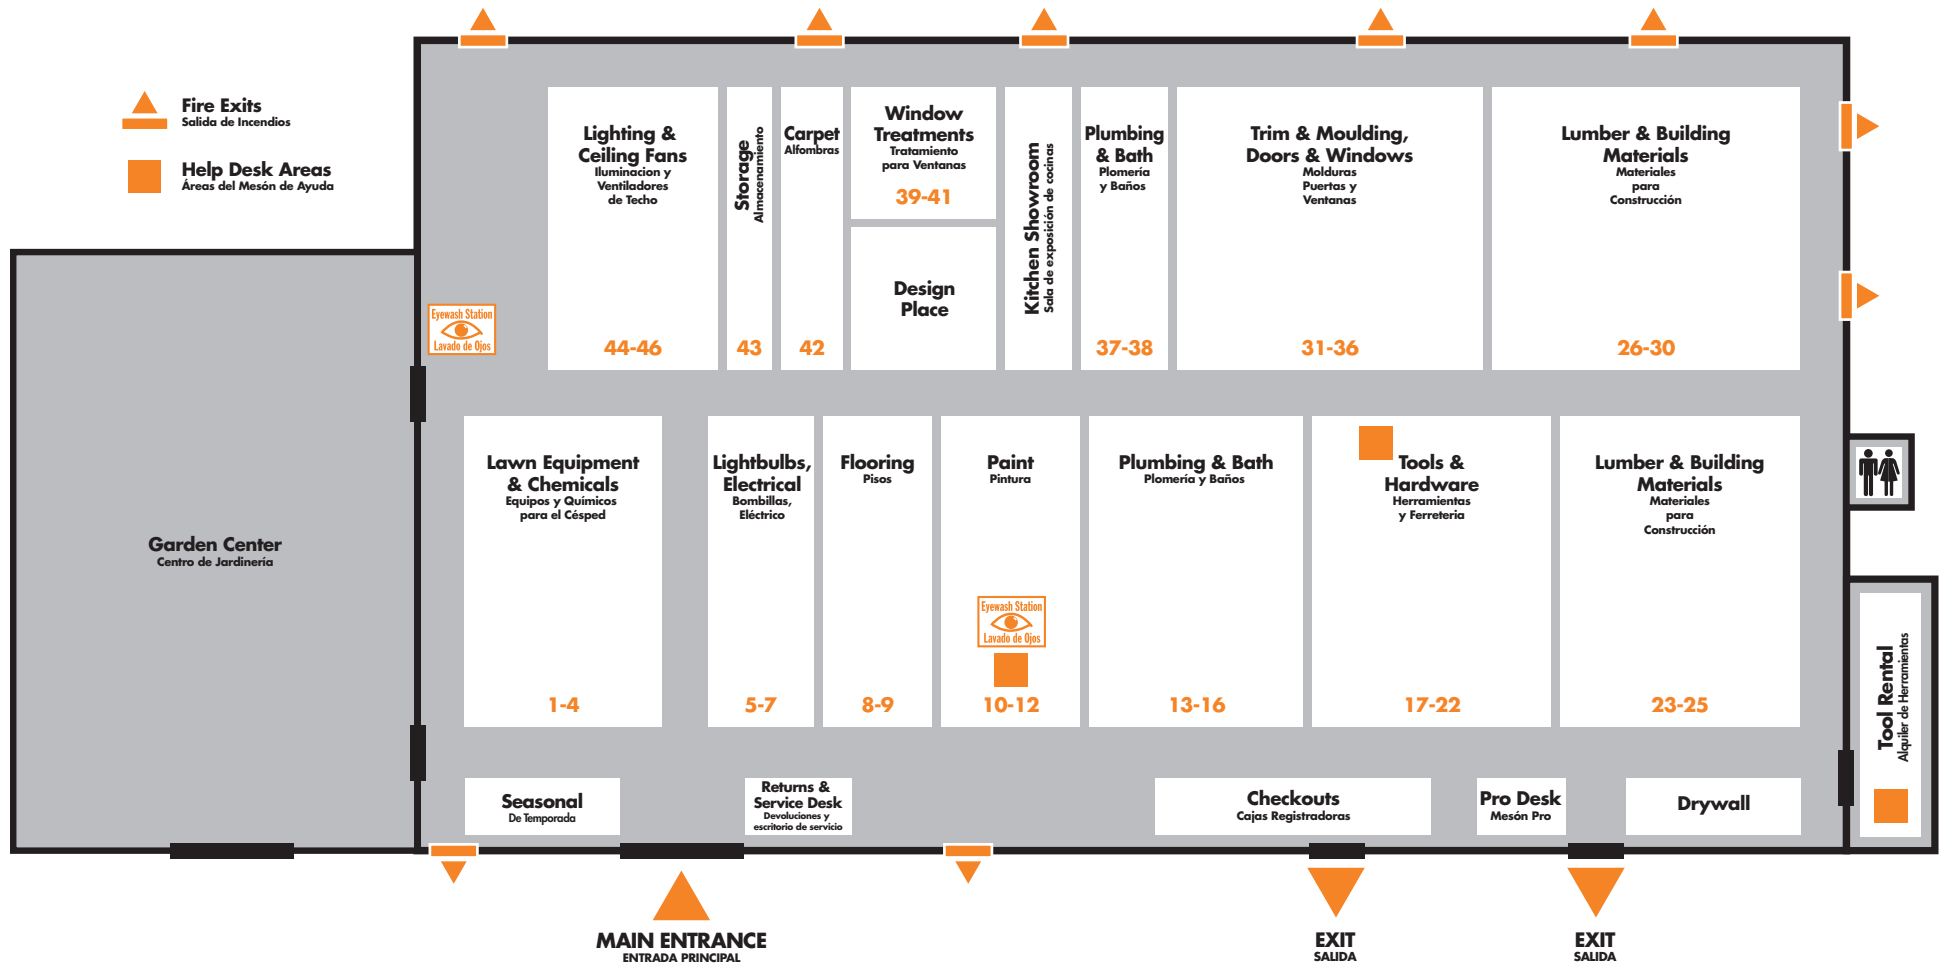 Fire Exits
Salida de Incendios
Help Desk Areas
Áreas del Mesón de Ayuda
Lighting &
Ceiling Fans
Iluminacion y
Ventiladores
de Techo
44-46
Storage
Almacenamiento
43
Carpet
Alfombras
42
Window
Treatments
Tratamiento
para Ventanas
39-41
Design
Place
Kitchen Showroom
Sala de exposición de cocinas
Plumbing
& Bath
Plomería
y Baños
37-38
Trim & Moulding,
Doors & Windows
Molduras
Puertas y
Ventanas
31-36
Lumber & Building
Materials
Materiales
para
Construcción
26-30
Eyewash Station
Lavado de Ojos
Garden Center
Centro de Jardinería
Lawn Equipment
& Chemicals
Equipos y Químicos
para el Césped
1-4
Lightbulbs,
Electrical
Bombillas,
Eléctrico
5-7
Flooring
Pisos
8-9
Paint
Pintura
Eyewash Station
Lavado de Ojos
10-12
Plumbing & Bath
Plomería y Baños
13-16
Tools &
Hardware
Herramientas
y Ferreteria
17-22
Lumber & Building
Materials
Materiales
para
Construcción
23-25
Tool Rental
Alquiler de Herramientas
Seasonal
De Temporada
Returns &
Service Desk
Devoluciones y
escritorio de servicio
Checkouts
Cajas Registradoras
Pro Desk
Mesón Pro
Drywall
MAIN ENTRANCE
ENTRADA PRINCIPAL
EXIT
SALIDA
EXIT
SALIDA